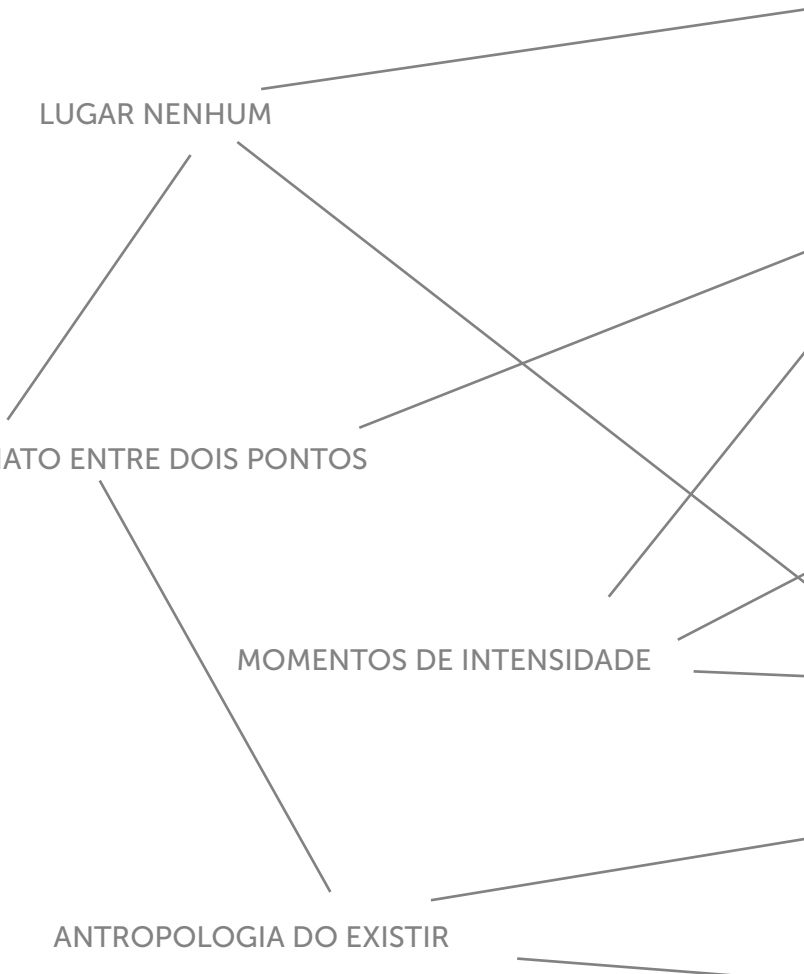 LUGAR NENHUM
ATO ENTRE DOIS PONTOS
MOMENTOS DE INTENSIDADE
ANTROPOLOGIA DO EXISTIR